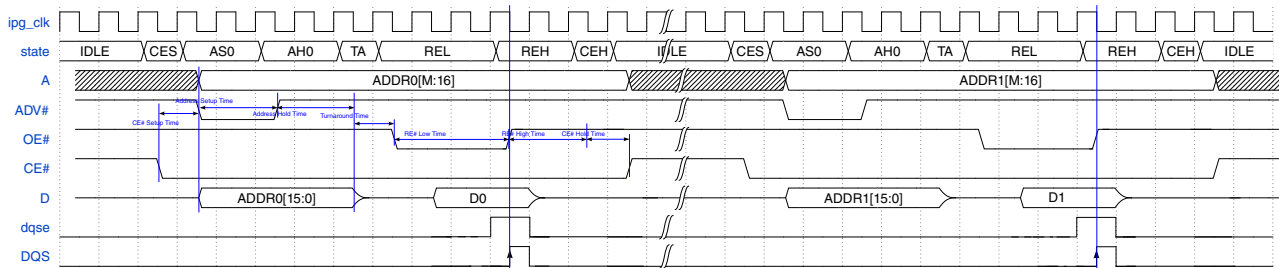 ipg_clk
state IDLE CES AS0 AH0 TA REL REH CEH IDLE CES AS0 AH0 TA REL REH CEH IDLE
A ADDR0[M:16] ADDR1[M:16]
Address Setup Time
ADV#
Address Hold Time Turnaround Time
CE# Setup Time
OE# RE# Low Time RE# High Time CE# Hold Time
CE#
D ADDR0[15:0] D0 ADDR1[15:0] D1
dqse
DQS